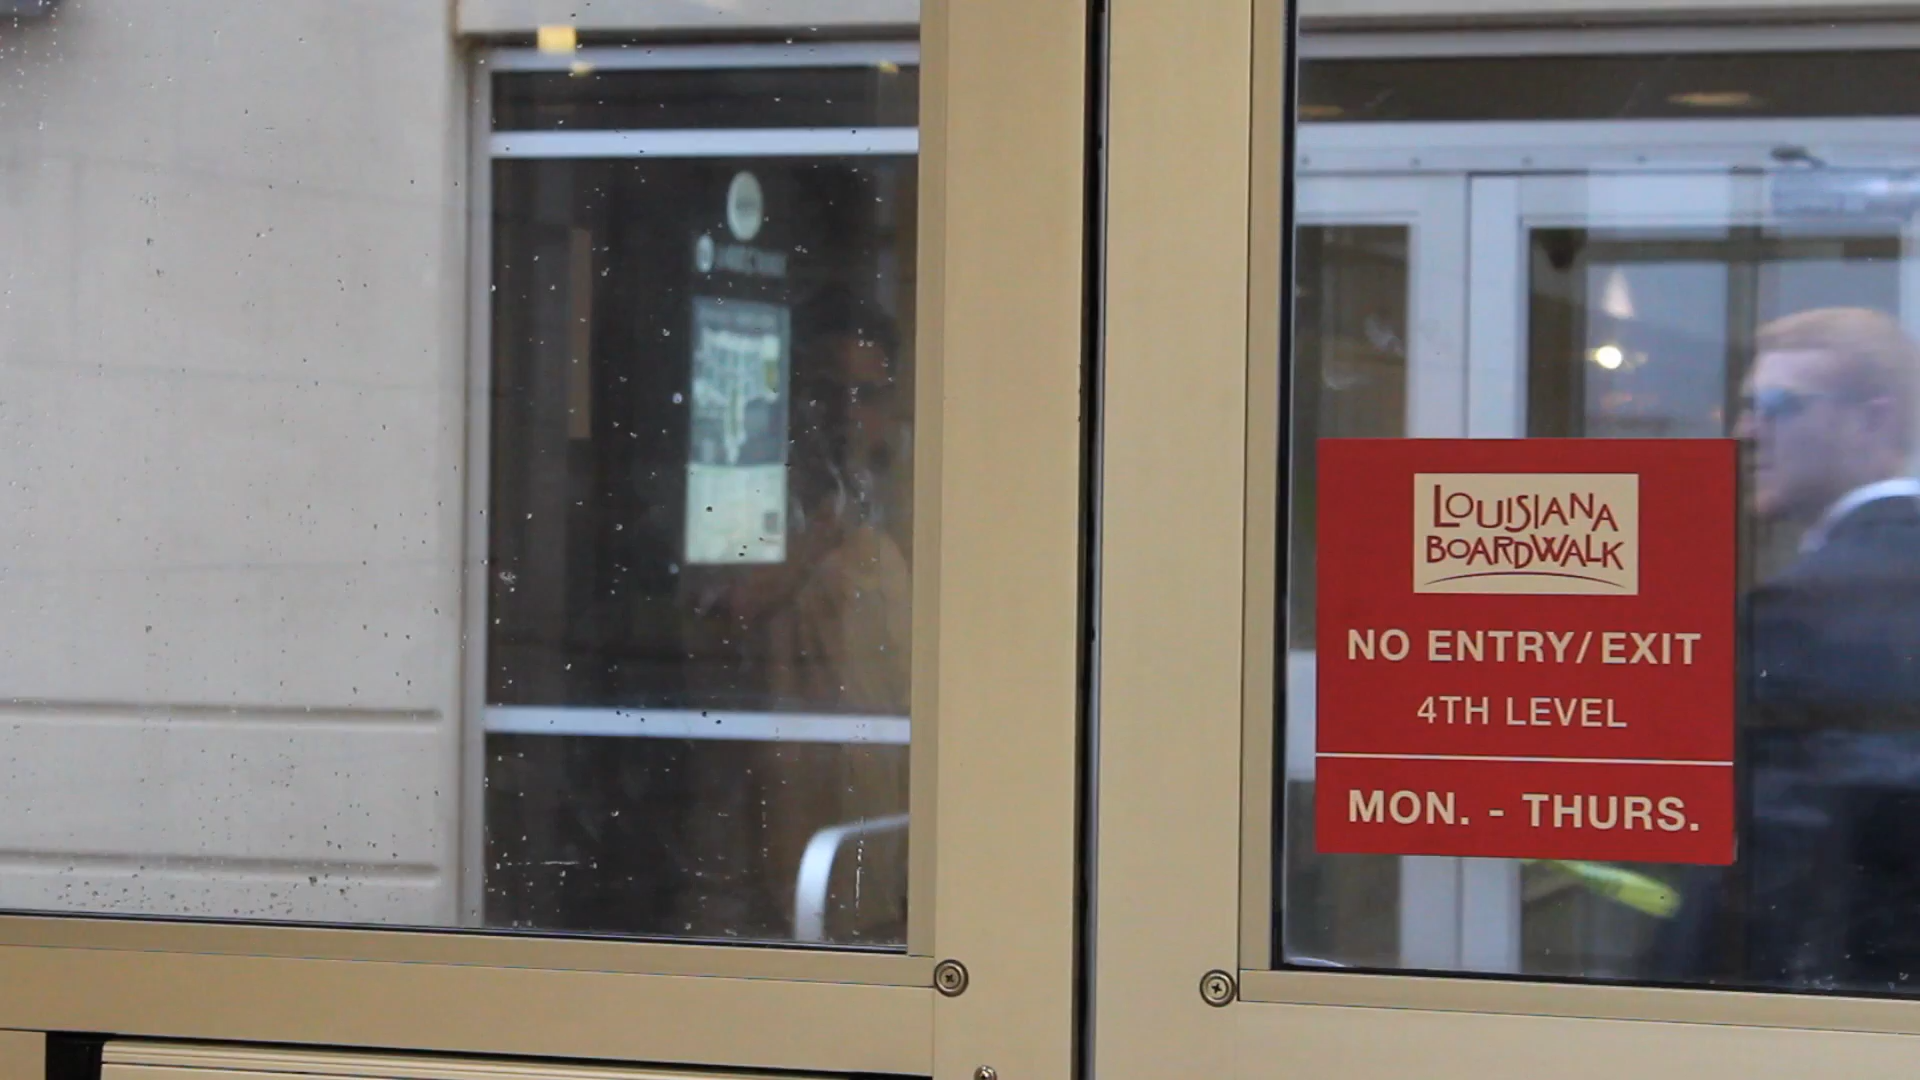 LOUISIANA
BOARDWALK
NO ENTRY/EXIT
4TH LEVEL
MON. - THURS.